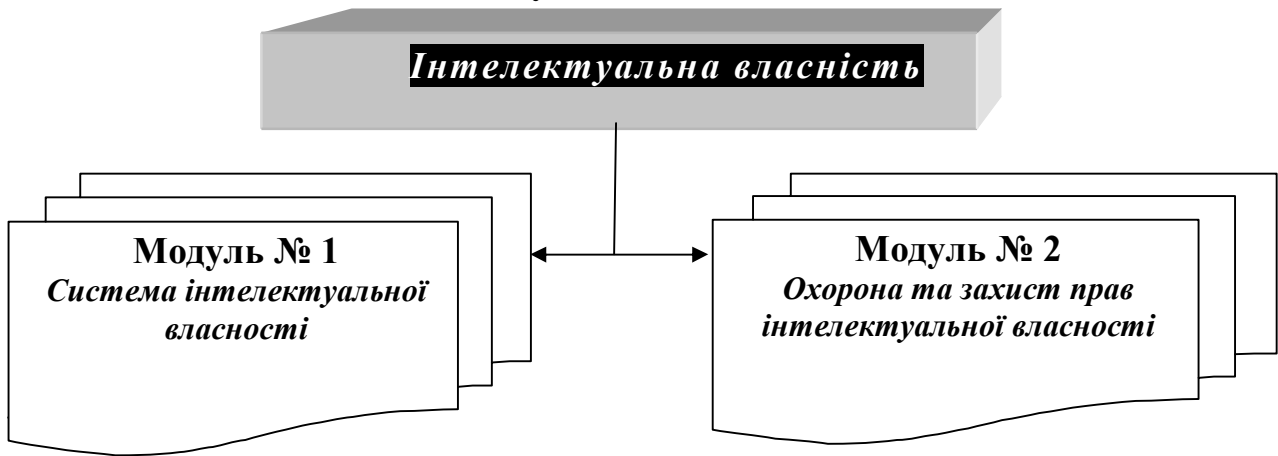 Інтелектуальна власність
Модуль № 1
Система інтелектуальної
власності
Модуль № 2
Охорона та захист прав
інтелектуальної власності